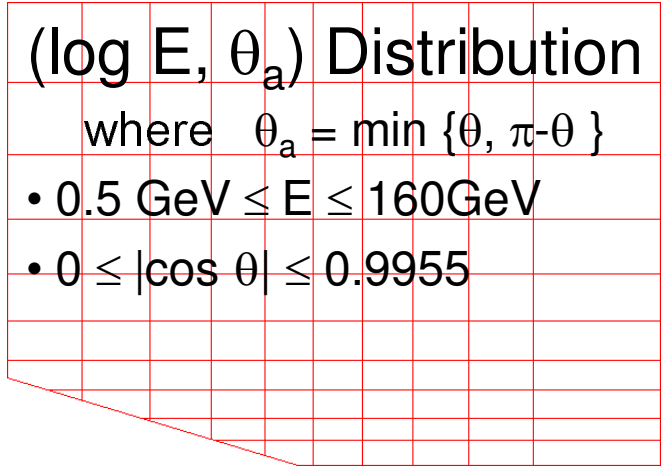 (log E, θₐ) Distribution
where θₐ = min {θ, π-θ }
• 0.5 GeV ≤ E ≤ 160GeV
• 0 ≤ |cos θ| ≤ 0.9955